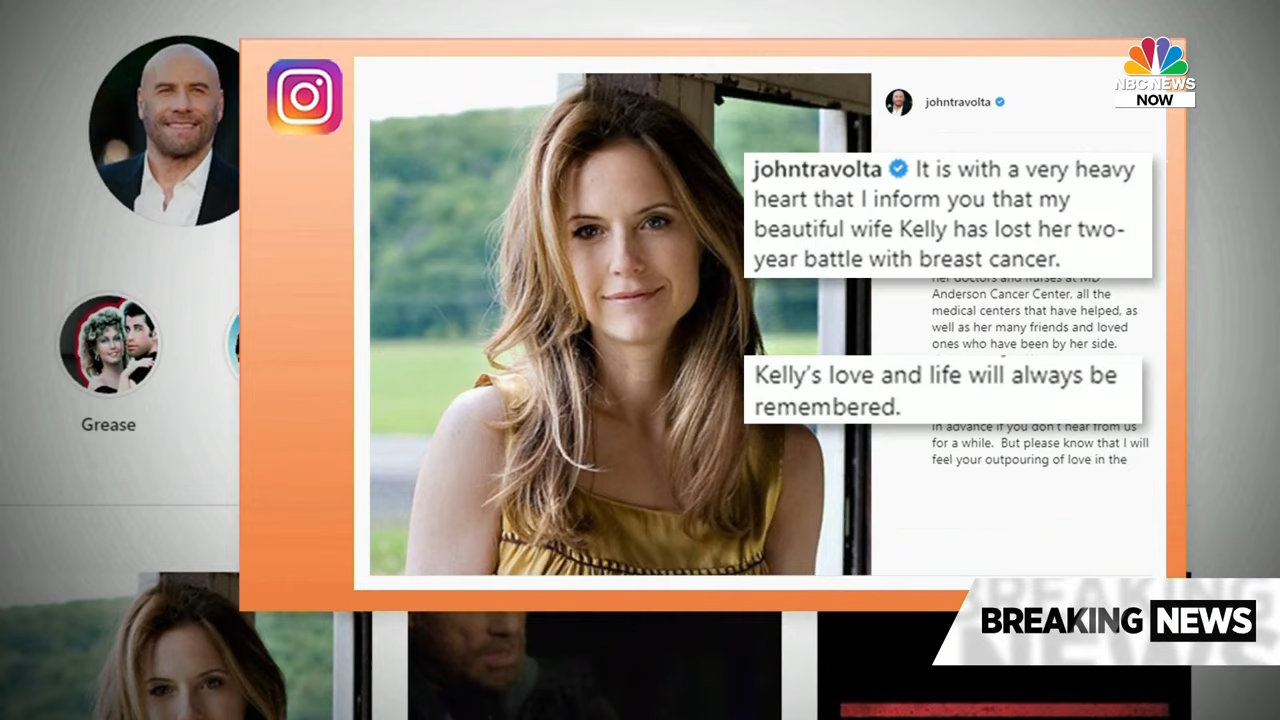 NBC NEWS
NOW
johntravolta
johntravolta It is with a very heavy
heart that I inform you that my
beautiful wife Kelly has lost her two-
year battle with breast cancer.
her doctors and nurses at MD
Anderson Cancer Center, all the
medical centers that have helped, as
well as her many friends and loved
ones who have been by her side.
Kelly's love and life will always be
remembered.
in advance if you don't hear from us
for a while. But please know that I will
feel your outpouring of love in the
Grease
BREAKING NEWS